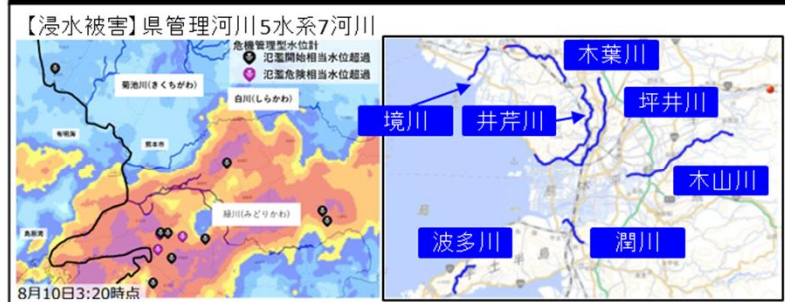 【浸水被害】県管理河川5水系7河川
危機管理型水位計
氾濫開始相当水位超過
氾濫危険相当水位超過
菊池川(きくちがわ)
白川(しらかわ)
有明海
熊本市
緑川(みどりかわ)
島原湾
8月10日3:20時点
木葉川
坪井川
境川
井芹川
木山川
波多川
潤川